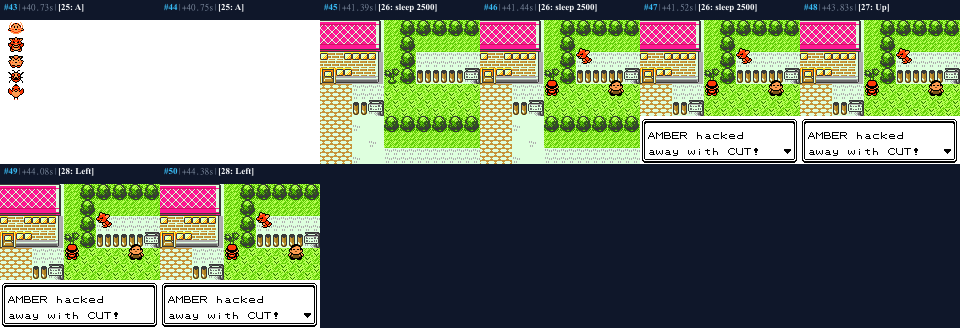 #43|+40.73s| [25: A]
#44|+40.75s| [25: A]
#45|+41.39s| [26: sleep 2500]
#46|+41.44s| [26: sleep 2500]
#47|+41.52s| [26: sleep 2500]
#48|+43.83s| [27: Up]
AMBER hacked
away with CUT!
AMBER hacked
away with CUT!
#49|+44.08s| [28: Left]
#50|+44.38s| [28: Left]
AMBER hacked
away with CUT!
AMBER hacked
away with CUT!